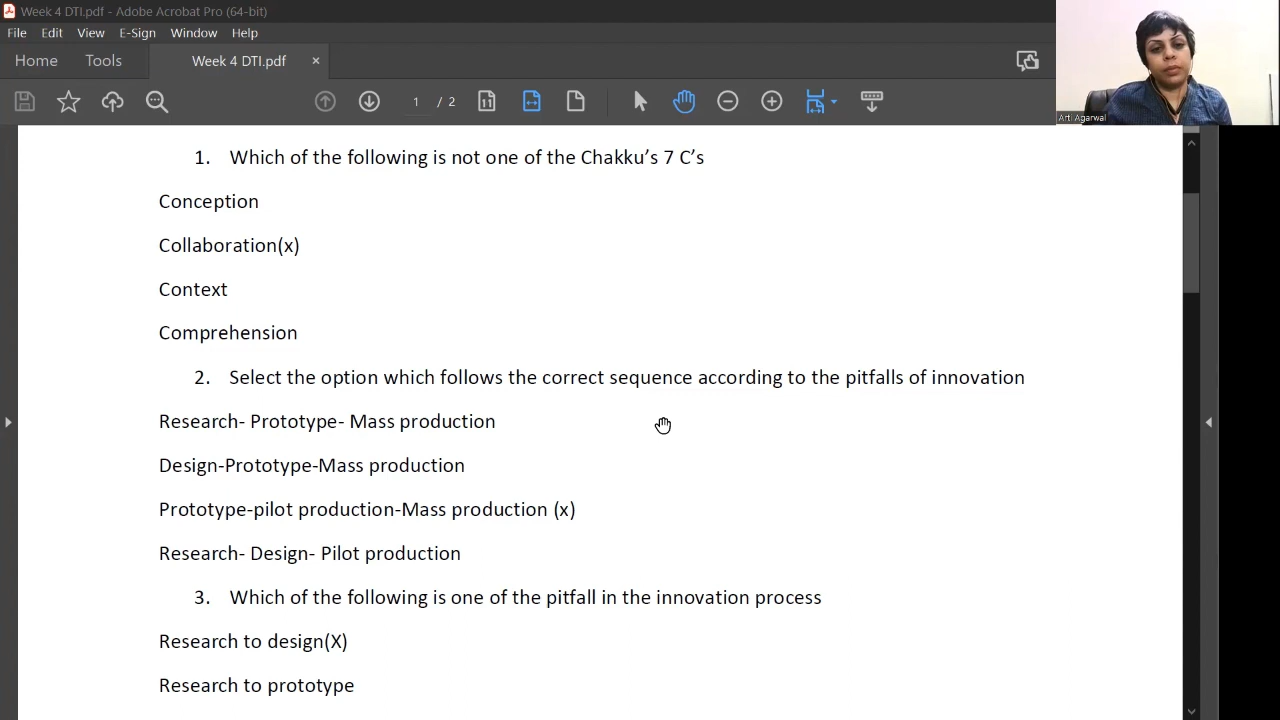 Week 4 DTI.pdf - Adobe Acrobat Pro (64-bit)
File Edit View E-Sign Window Help
Home Tools Week 4 DTI.pdf ×
1 / 2
Arti Agarwal
1. Which of the following is not one of the Chakku’s 7 C’s
Conception
Collaboration(x)
Context
Comprehension
2. Select the option which follows the correct sequence according to the pitfalls of innovation
Research- Prototype- Mass production
Design-Prototype-Mass production
Prototype-pilot production-Mass production (x)
Research- Design- Pilot production
3. Which of the following is one of the pitfall in the innovation process
Research to design(X)
Research to prototype